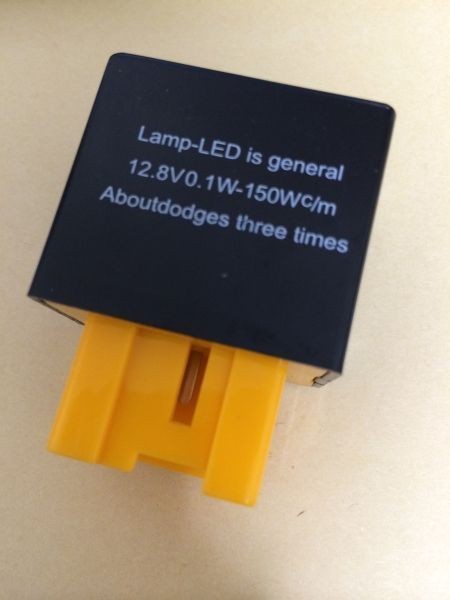 Lamp-LED is general
12.8V0.1W-150Wc/m
Aboutdodges three times